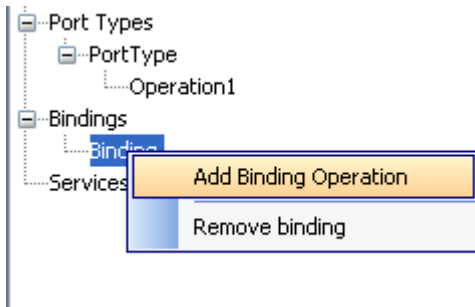 Port Types
PortType
Operation1
Bindings
Binding
Services
Add Binding Operation
Remove binding